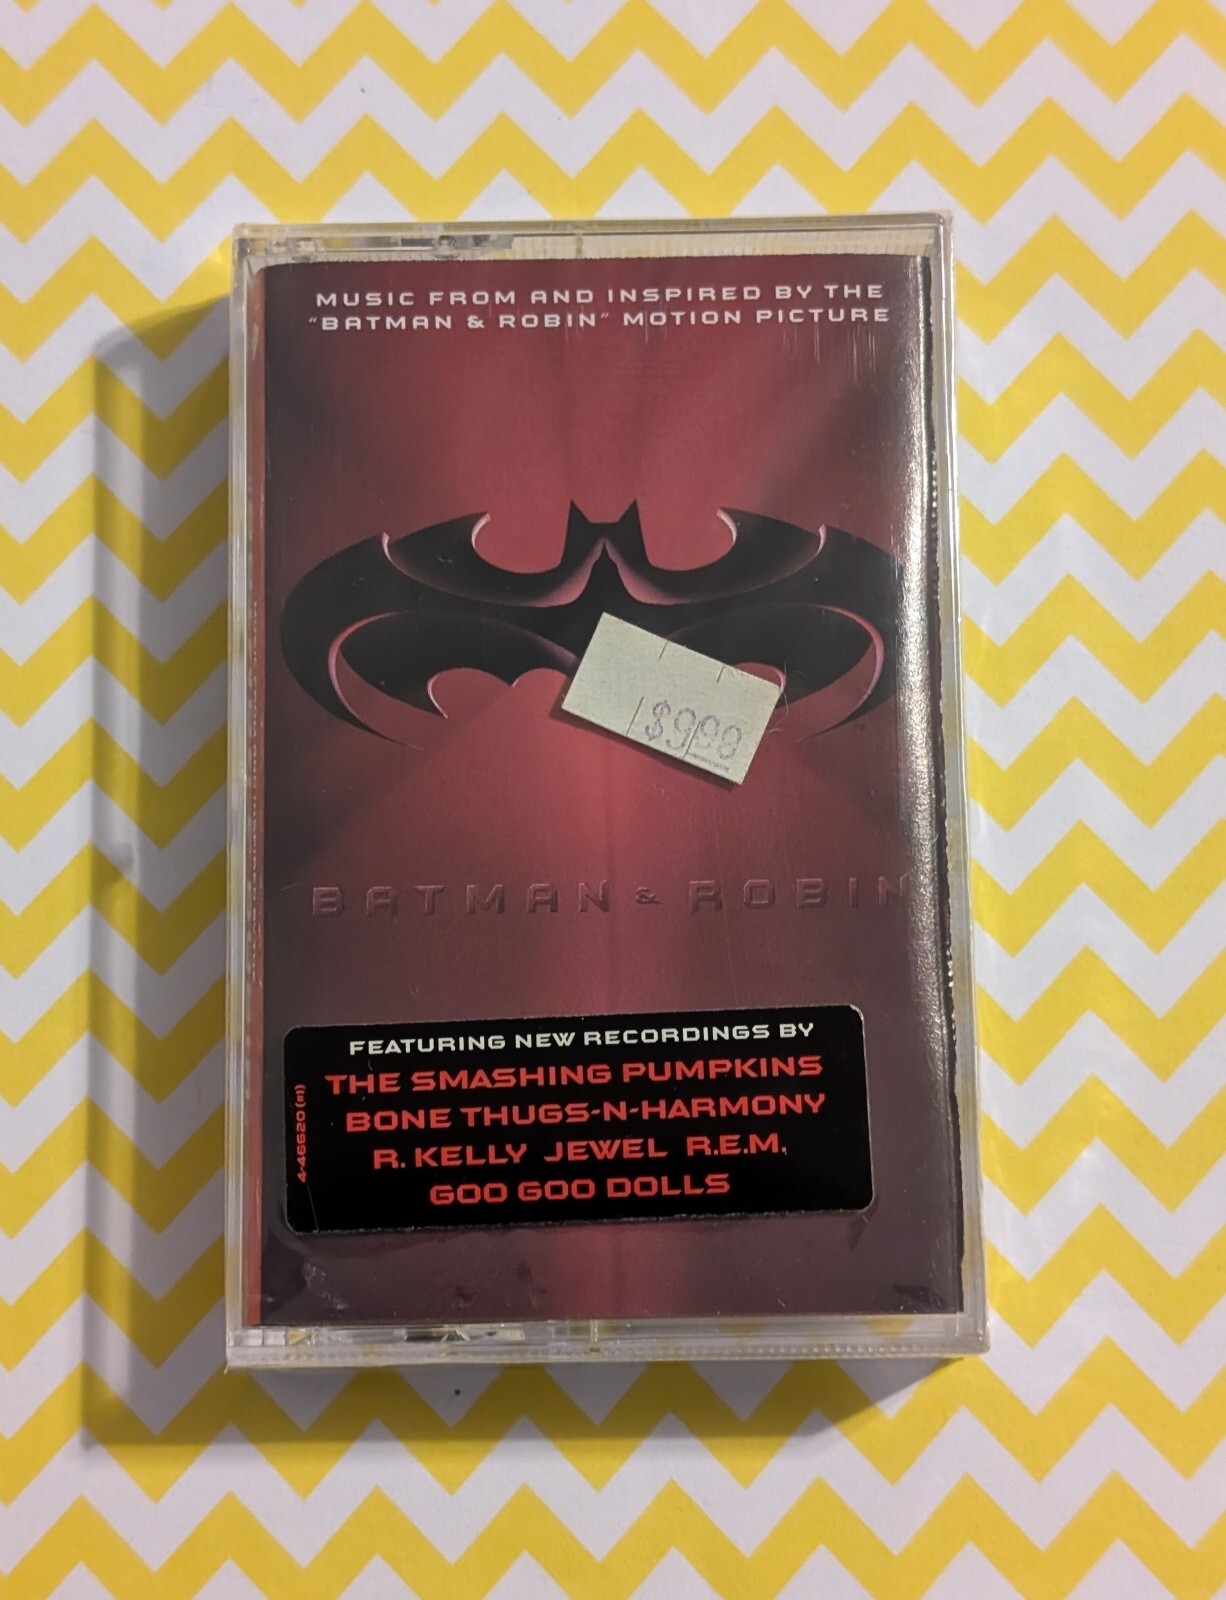 MUSIC FROM AND INSPIRED BY THE
"BATMAN & ROBIN" MOTION PICTURE
$9.99
BATMAN & ROBIN
FEATURING NEW RECORDINGS BY
THE SMASHING PUMPKINS
BONE THUGS-N-HARMONY
R. KELLY JEWEL R.E.M.
GOO GOO DOLLS
4-46620 (#1)